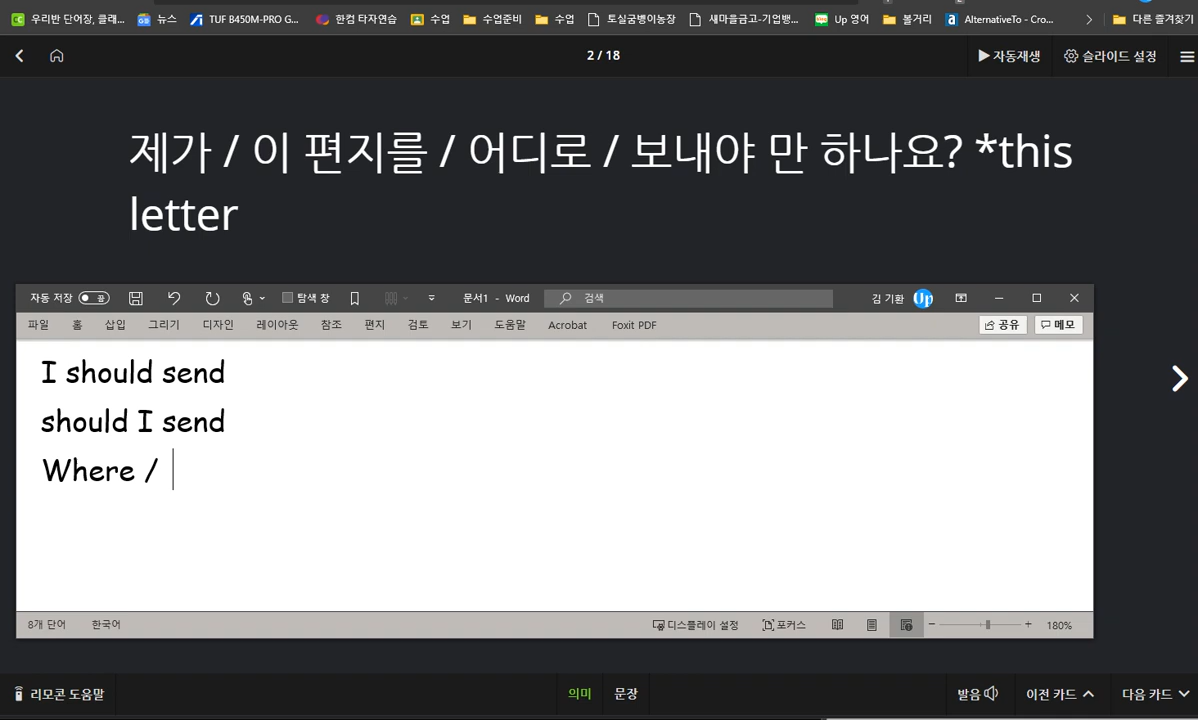 우리반 단어장, 클래... 뉴스 TUF B450M-PRO G... 한컴 타자연습 수업 수업준비 수업 토실굼벵이농장 새마을금고-기업뱅... Up 영어 볼거리 AlternativeTo - Cro... 다른 즐겨찾기
2 / 18 자동재생 슬라이드 설정
제가 / 이 편지를 / 어디로 / 보내야 만 하나요? *this
letter
자동 저장 끔 탐색 창 문서1 - Word 검색 김 기환 Up
파일 홈 삽입 그리기 디자인 레이아웃 참조 편지 검토 보기 도움말 Acrobat Foxit PDF 공유 메모
I should send
should I send
Where /
8개 단어 한국어 디스플레이 설정 포커스 180%
리모콘 도움말 의미 문장 발음 이전 카드 다음 카드